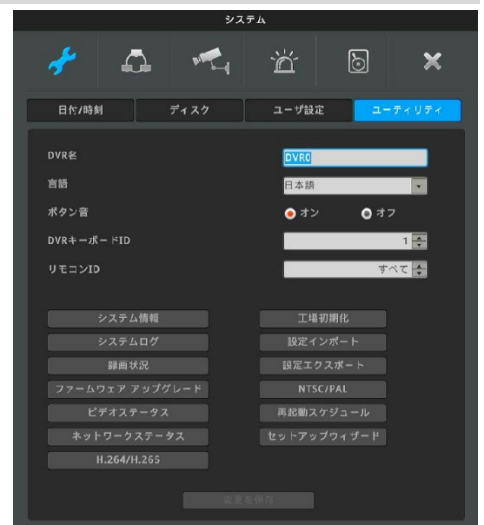 システム
日付/時刻 ディスク ユーザ設定 ユーティリティ
DVR名 DVR0
言語 日本語
ボタン音 オン オフ
DVRキーボードID 1
リモコンID すべて
システム情報 工場初期化
システムログ 設定インポート
録画状況 設定エクスポート
ファームウェア アップグレード NTSC/PAL
ビデオステータス 再起動スケジュール
ネットワークステータス セットアップウィザード
H.264/H.265
変更を保存